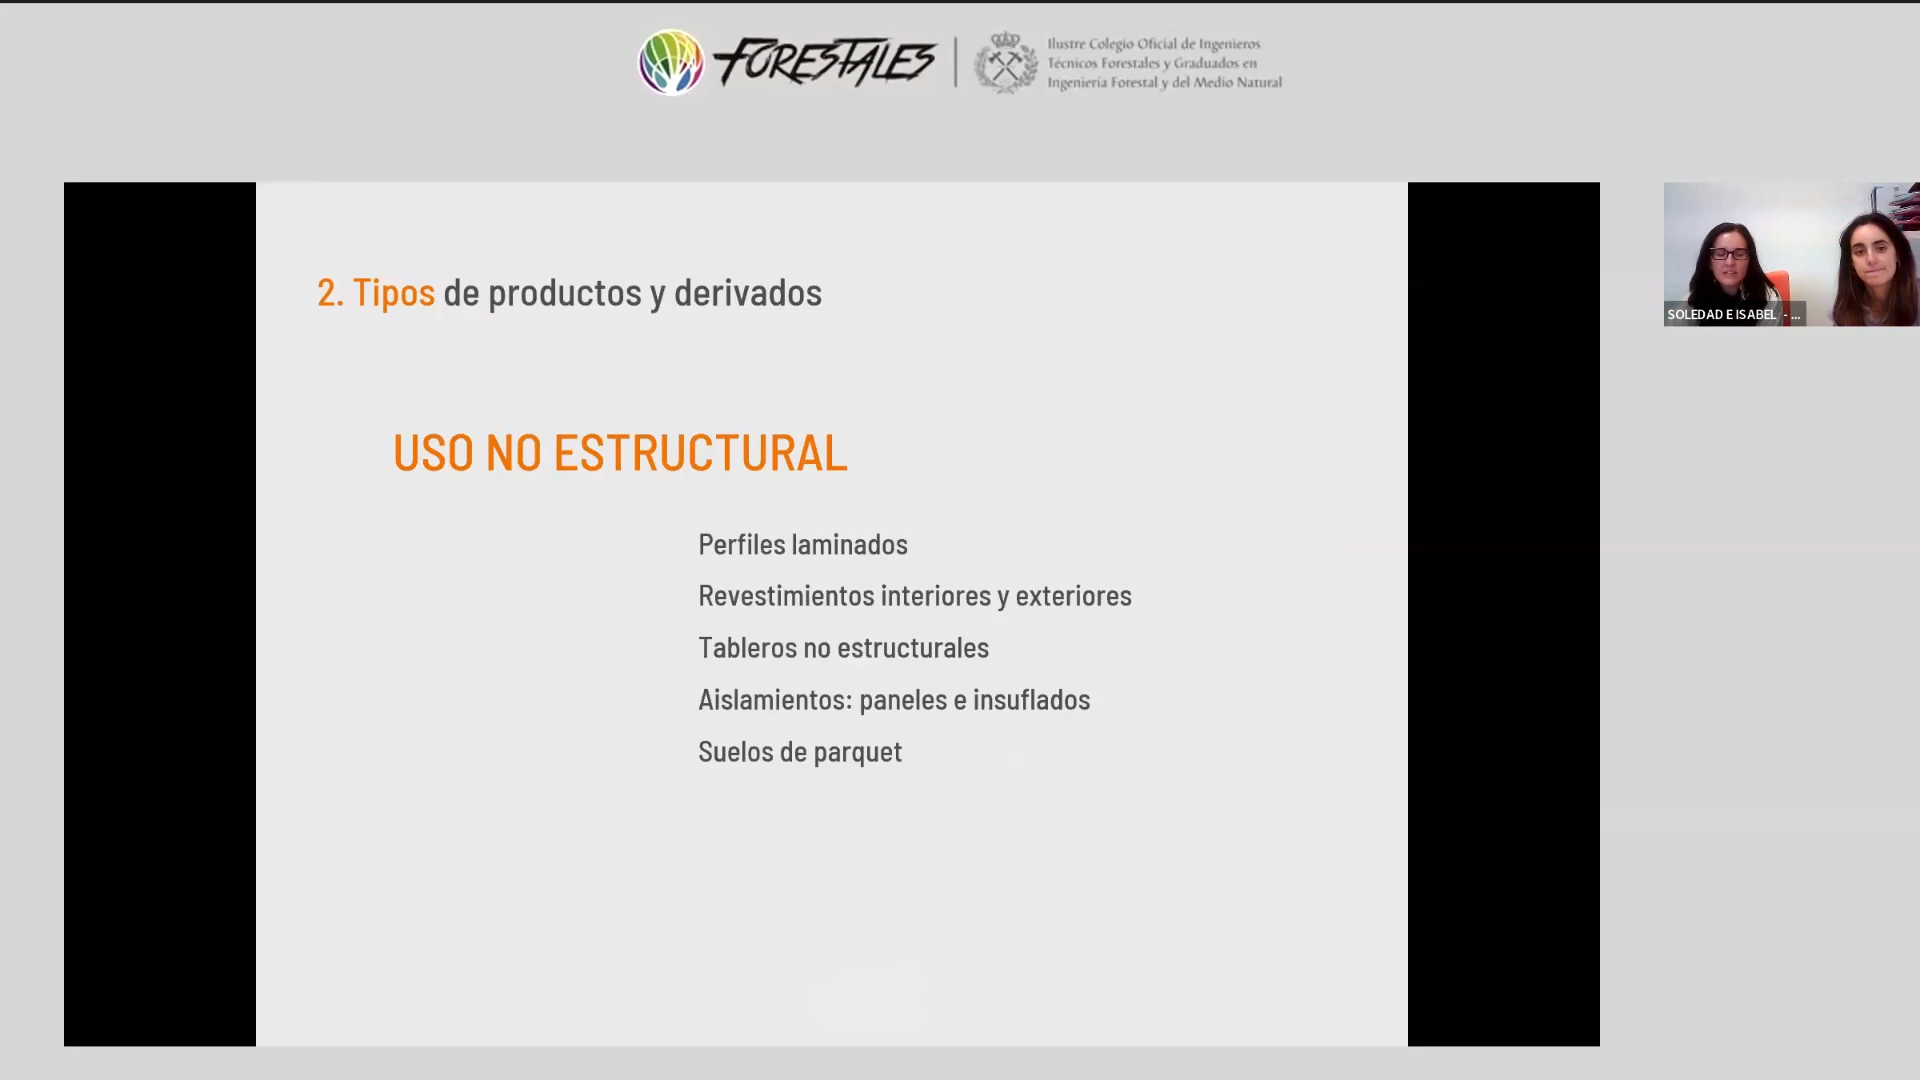 FORESTALES
Ilustre Colegio Oficial de Ingenieros
Técnicos Forestales y Graduados en
Ingeniería Forestal y del Medio Natural
2. Tipos de productos y derivados
SOLEDAD E ISABEL - ...
USO NO ESTRUCTURAL
Perfiles laminados
Revestimientos interiores y exteriores
Tableros no estructurales
Aislamientos: paneles e insuflados
Suelos de parquet